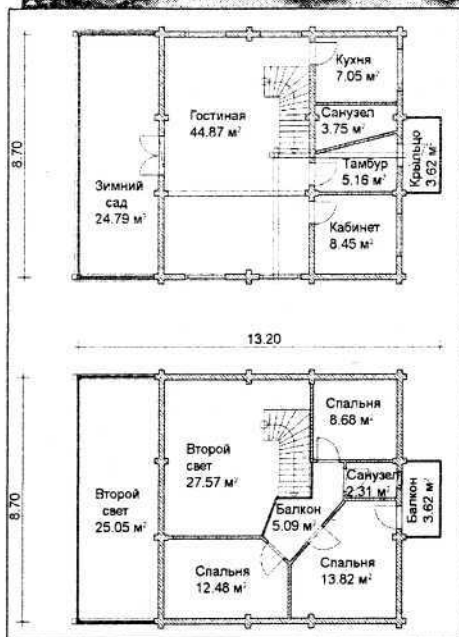 Кухня
7.05 м²
Гостиная
44.87 м²
Санузел
3.75 м²
Тамбур
5.16 м²
Крыльцо
3.62 м²
8.70
Зимний
сад
24.79 м²
Кабинет
8.45 м²
13.20
Спальня
8.68 м²
Второй
свет
27.57 м²
Санузел
2.31 м²
Балкон
3.62 м²
8.70
Второй
свет
25.05 м²
Балкон
5.09 м²
Спальня
12.48 м²
Спальня
13.82 м²